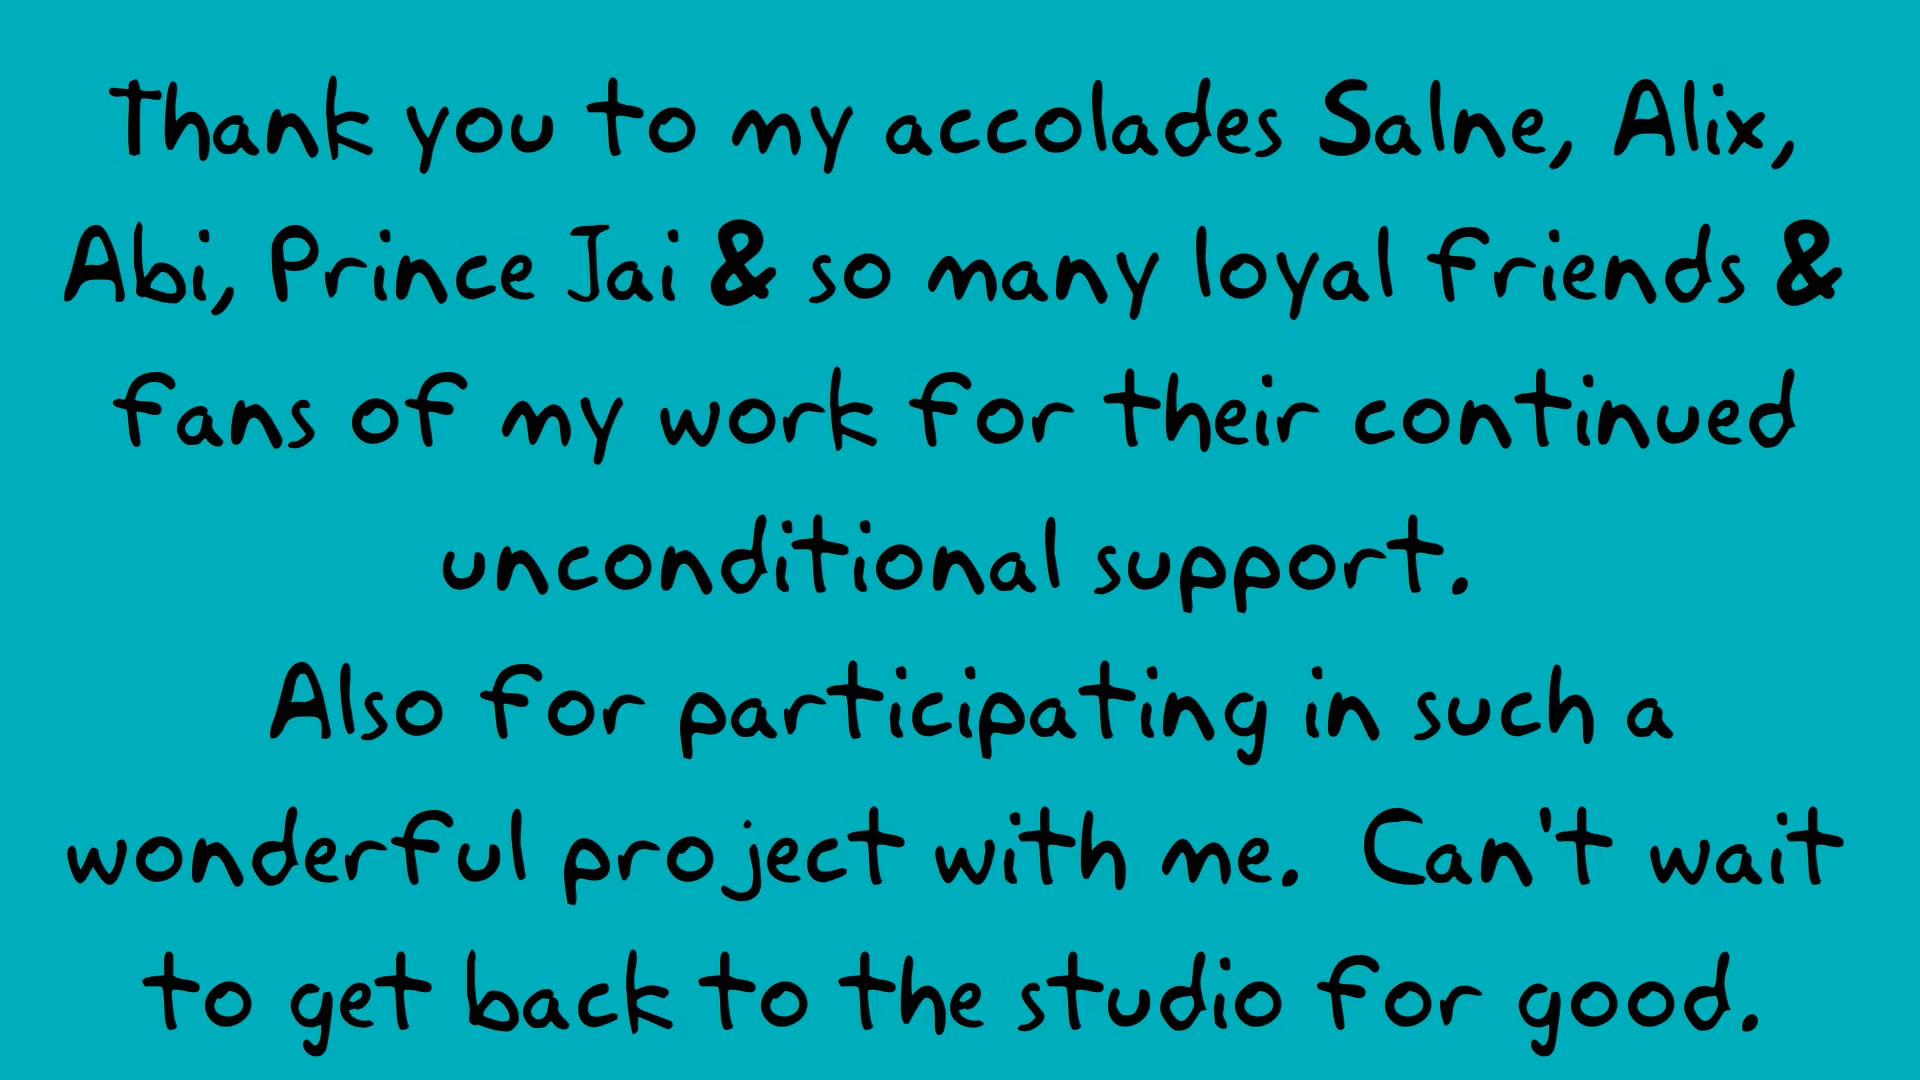 Thank you to my accolades Salne, Alix,
Abi, Prince Jai & so many loyal friends &
fans of my work for their continued
unconditional support.
Also for participating in such a
wonderful project with me. Can't wait
to get back to the studio for good.